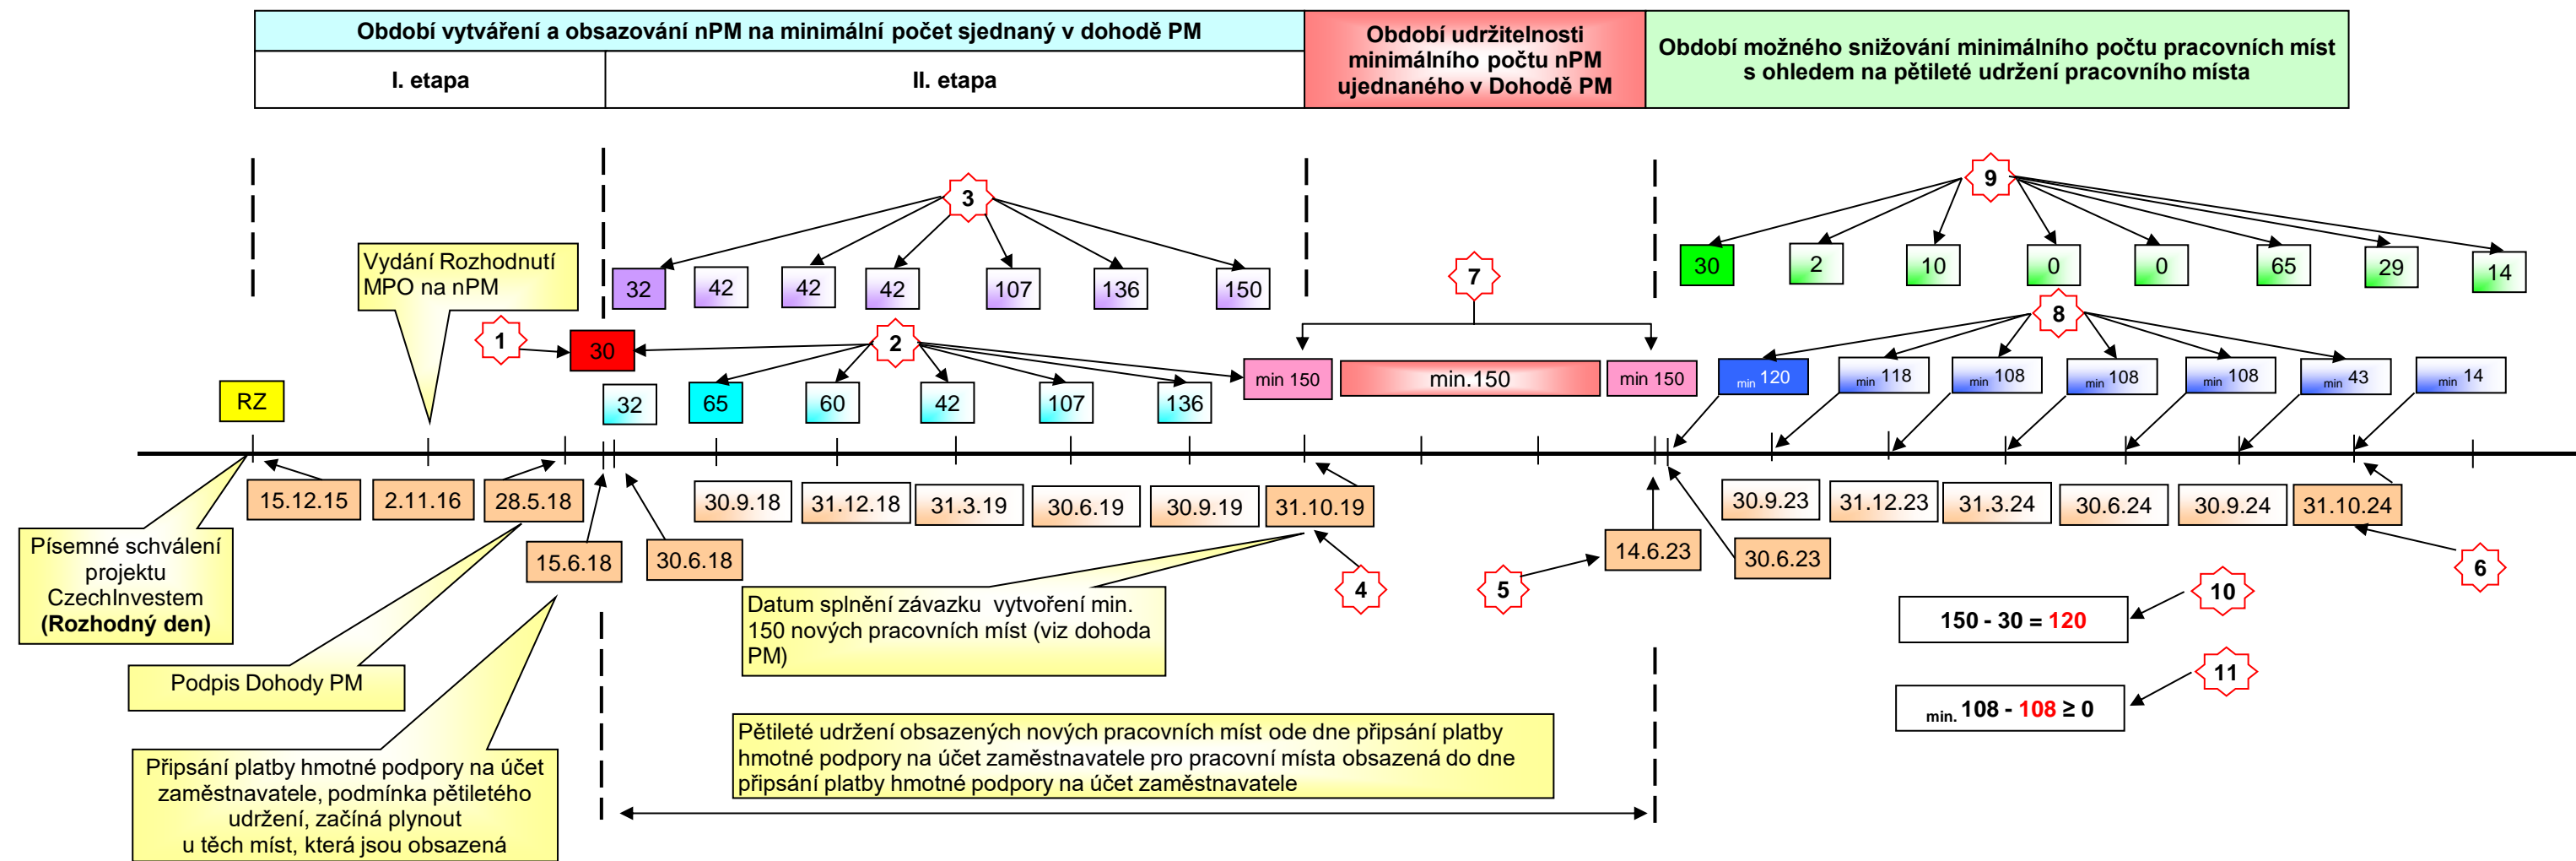 Období vytváření a obsazování nPM na minimální počet sjednaný v dohodě PM
I. etapa
II. etapa
Období udržitelnosti
minimálního počtu nPM
ujednaného v Dohodě PM
Období možného snižování minimálního počtu pracovních míst
s ohledem na pětileté udržení pracovního místa
3
9
Vydání Rozhodnutí
MPO na nPM
32
42
42
42
107
136
150
7
30
2
10
0
0
65
29
14
1
30
2
8
min 150
min.150
min 150
min 120
min 118
min 108
min 108
min 108
min 43
min 14
RZ
32
65
60
42
107
136
15.12.15
2.11.16
28.5.18
30.9.18
31.12.18
31.3.19
30.6.19
30.9.19
31.10.19
30.9.23
31.12.23
31.3.24
30.6.24
30.9.24
31.10.24
15.6.18
30.6.18
14.6.23
30.6.23
4
5
6
Písemné schválení
projektu
CzechInvestem
(Rozhodný den)
Datum splnění závazku vytvoření min.
150 nových pracovních míst (viz dohoda
PM)
10
150 - 30 = 120
Podpis Dohody PM
11
min. 108 - 108 ≥ 0
Pětileté udržení obsazených nových pracovních míst ode dne připsání platby
hmotné podpory na účet zaměstnavatele pro pracovní místa obsazená do dne
připsání platby hmotné podpory na účet zaměstnavatele
Připsání platby hmotné podpory na účet
zaměstnavatele, podmínka pětiletého
udržení, začíná plynout
u těch míst, která jsou obsazená